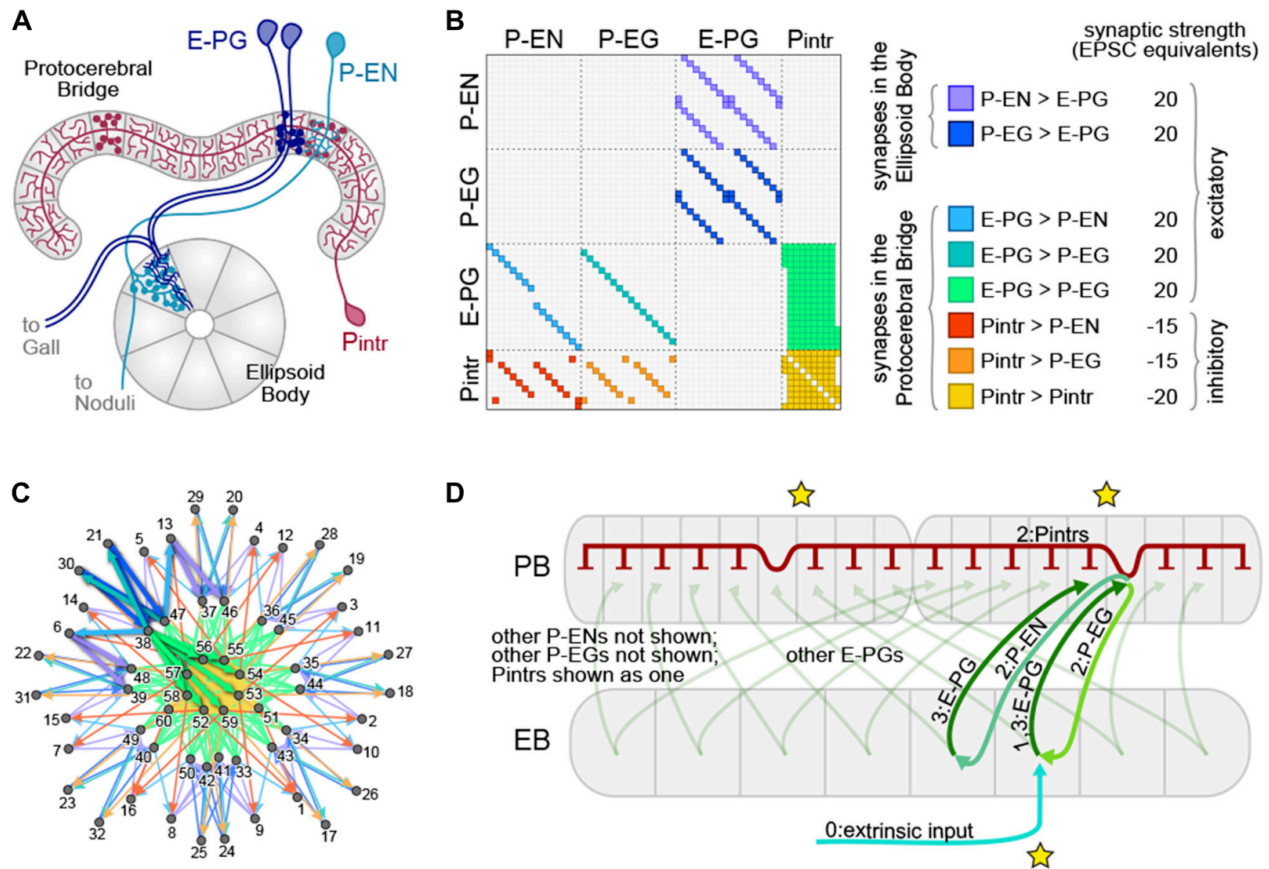 A
E-PG
P-EN
Protocerebral
Bridge
to
Gall
to
Noduli
Ellipsoid
Body
Pintr
B
P-EN
P-EG
E-PG
Pintr
P-EN
P-EG
E-PG
Pintr
synaptic strength
(EPSC equivalents)
synapses in the
Ellipsoid Body
P-EN > E-PG 20
P-EG > E-PG 20
synapses in the
Protocerebral Bridge
E-PG > P-EN 20
E-PG > P-EG 20
E-PG > P-EG 20
Pintr > P-EN -15
Pintr > P-EG -15
Pintr > Pintr -20
excitatory
inhibitory
C
29
20
21
13
4
5
12
28
30
19
14
47
37
46
36
45
3
6
38
11
56
55
22
57
35
27
48
54
44
31
58
53
18
39
15
60
52
59
51
2
49
34
7
40
43
10
50
41
33
42
23
16
1
26
32
8
9
17
25
24
D
PB
2:Pintrs
other P-ENs not shown;
other P-EGs not shown;
Pintrs shown as one
other E-PGs
3:E-PG
2:P-EN
1,3:E-PG
2:P-EG
EB
0:extrinsic input